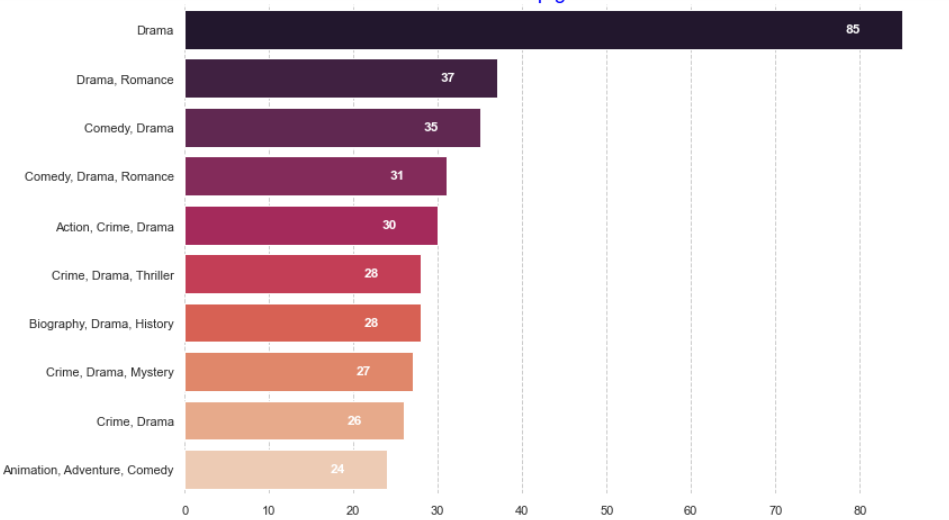 Drama 85
Drama, Romance 37
Comedy, Drama 35
Comedy, Drama, Romance 31
Action, Crime, Drama 30
Crime, Drama, Thriller 28
Biography, Drama, History 28
Crime, Drama, Mystery 27
Crime, Drama 26
Animation, Adventure, Comedy 24
0 10 20 30 40 50 60 70 80